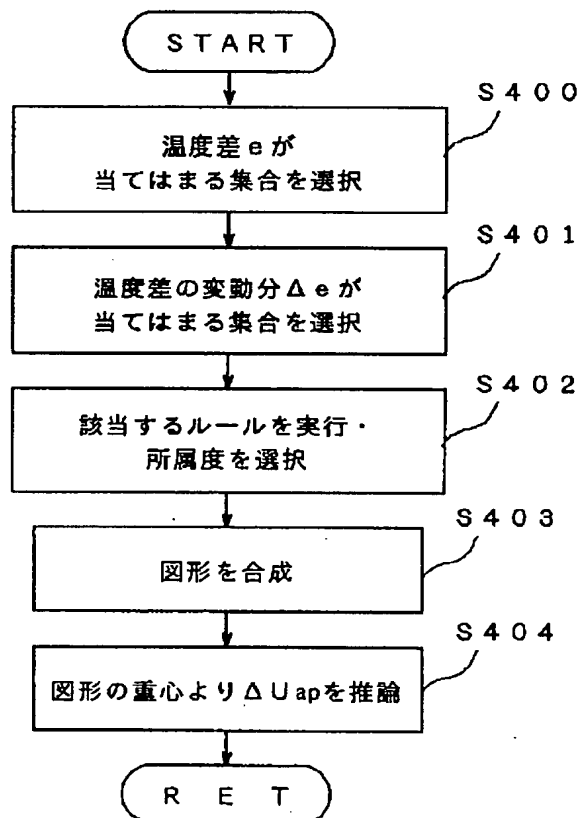 START
S400
温度差eが
当てはまる集合を選択
S401
温度差の変動分Δeが
当てはまる集合を選択
S402
該当するルールを実行・
所属度を選択
S403
図形を合成
S404
図形の重心よりΔUapを推論
RET